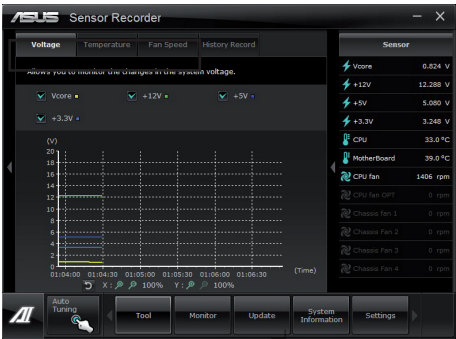 ASUS Sensor Recorder
Voltage Temperature Fan Speed History Record
Allows you to monitor the changes in the system voltage.
Vcore +12V +5V
+3.3V
(V)
20
18
16
14
12
10
8
6
4
2
0
01:04:00 01:04:30 01:05:00 01:05:30 01:06:00 01:06:30 (Time)
X: 100% Y: 100%
Sensor
Vcore 0.824 V
+12V 12.288 V
+5V 5.080 V
+3.3V 3.248 V
CPU 33.0 ºC
MotherBoard 39.0 ºC
CPU fan 1406 rpm
CPU fan OPT 0 rpm
Chassis fan 1 0 rpm
Chassis Fan 2 0 rpm
Chassis Fan 3 0 rpm
Chassis Fan 4 0 rpm
Auto
Tuning
Tool Monitor Update System
Information Settings